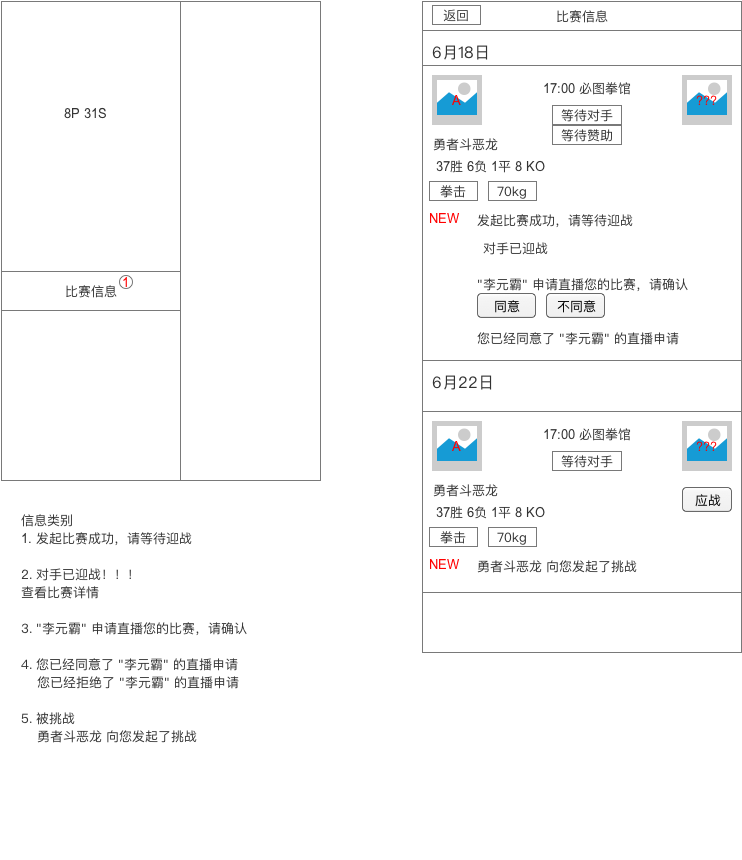 8P 31S
比赛信息
①
信息类别
1. 发起比赛成功，请等待迎战
2. 对手已迎战！！！
查看比赛详情
3. "李元霸" 申请直播您的比赛，请确认
4. 您已经同意了 "李元霸" 的直播申请
您已经拒绝了 "李元霸" 的直播申请
5. 被挑战
勇者斗恶龙 向您发起了挑战
返回
比赛信息
6月18日
A
17:00 必图拳馆
???
等待对手
等待赞助
勇者斗恶龙
37胜 6负 1平 8 KO
拳击
70kg
NEW
发起比赛成功，请等待迎战
对手已迎战
"李元霸" 申请直播您的比赛，请确认
同意
不同意
您已经同意了 "李元霸" 的直播申请
6月22日
A
17:00 必图拳馆
???
等待对手
勇者斗恶龙
应战
37胜 6负 1平 8 KO
拳击
70kg
NEW
勇者斗恶龙 向您发起了挑战